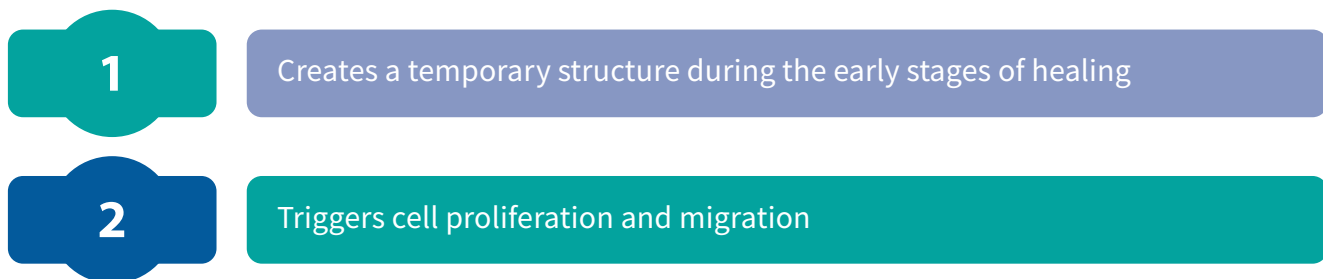 1
Creates a temporary structure during the early stages of healing
2
Triggers cell proliferation and migration